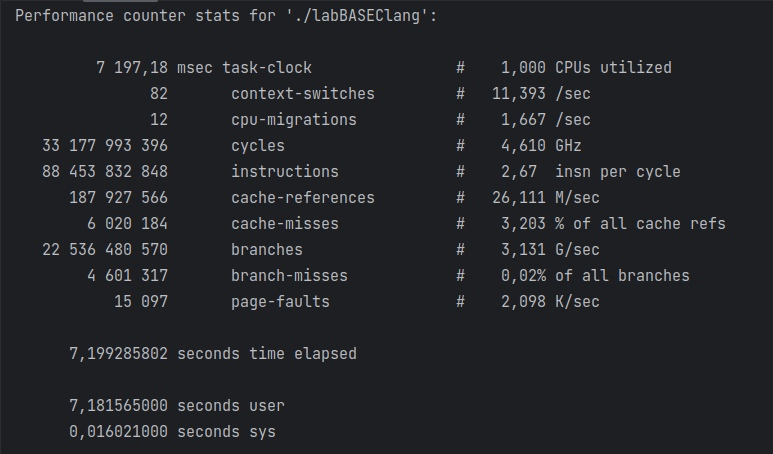 Performance counter stats for './labBASEClang':
7 197,18 msec task-clock # 1,000 CPUs utilized
82 context-switches # 11,393 /sec
12 cpu-migrations # 1,667 /sec
33 177 993 396 cycles # 4,610 GHz
88 453 832 848 instructions # 2,67 insn per cycle
187 927 566 cache-references # 26,111 M/sec
6 020 184 cache-misses # 3,203 % of all cache refs
22 536 480 570 branches # 3,131 G/sec
4 601 317 branch-misses # 0,02% of all branches
15 097 page-faults # 2,098 K/sec
7,199285802 seconds time elapsed
7,181565000 seconds user
0,016021000 seconds sys